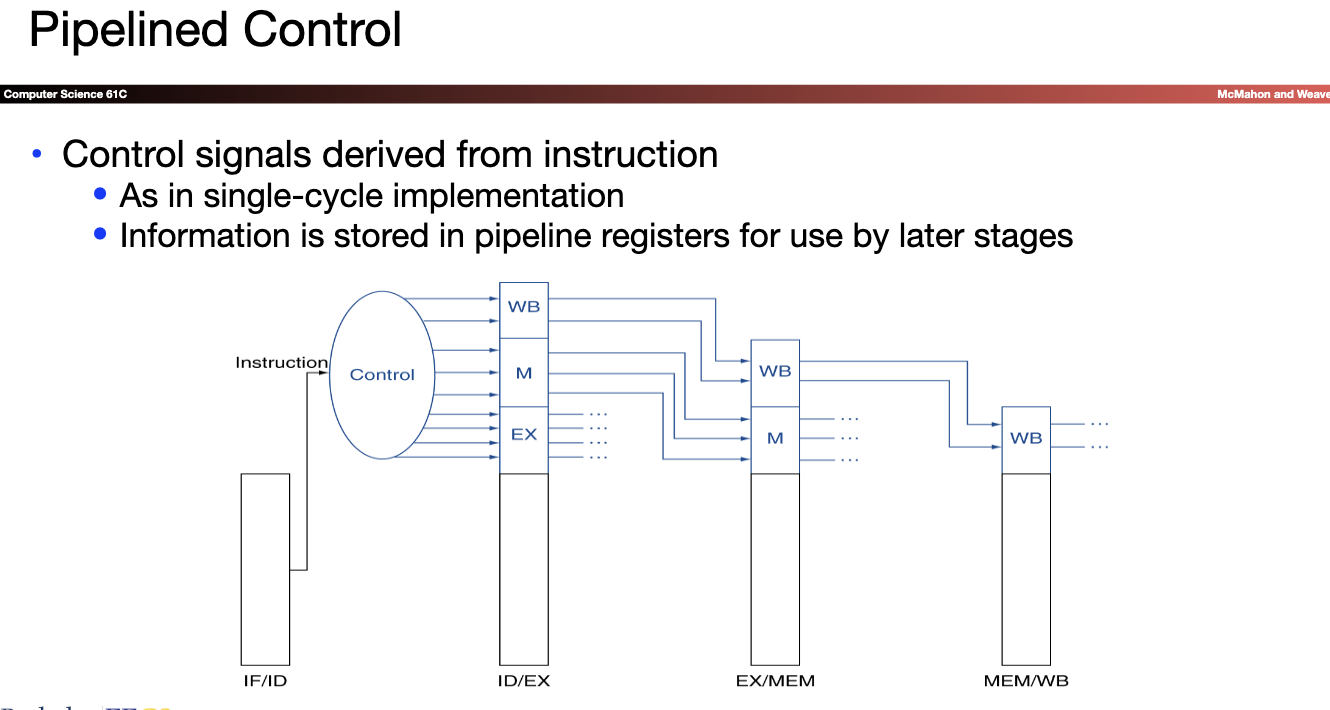 Pipelined Control
Computer Science 61C
McMahon and Weave
• Control signals derived from instruction
• As in single-cycle implementation
• Information is stored in pipeline registers for use by later stages
WB
Instruction
Control
M
EX
...
...
...
...
WB
M
...
...
...
WB
...
...
IF/ID
ID/EX
EX/MEM
MEM/WB